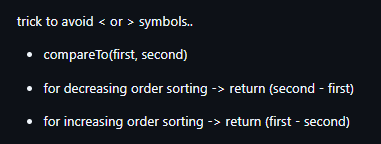 trick to avoid < or > symbols..
• compareTo(first, second)
• for decreasing order sorting -> return (second - first)
• for increasing order sorting -> return (first - second)